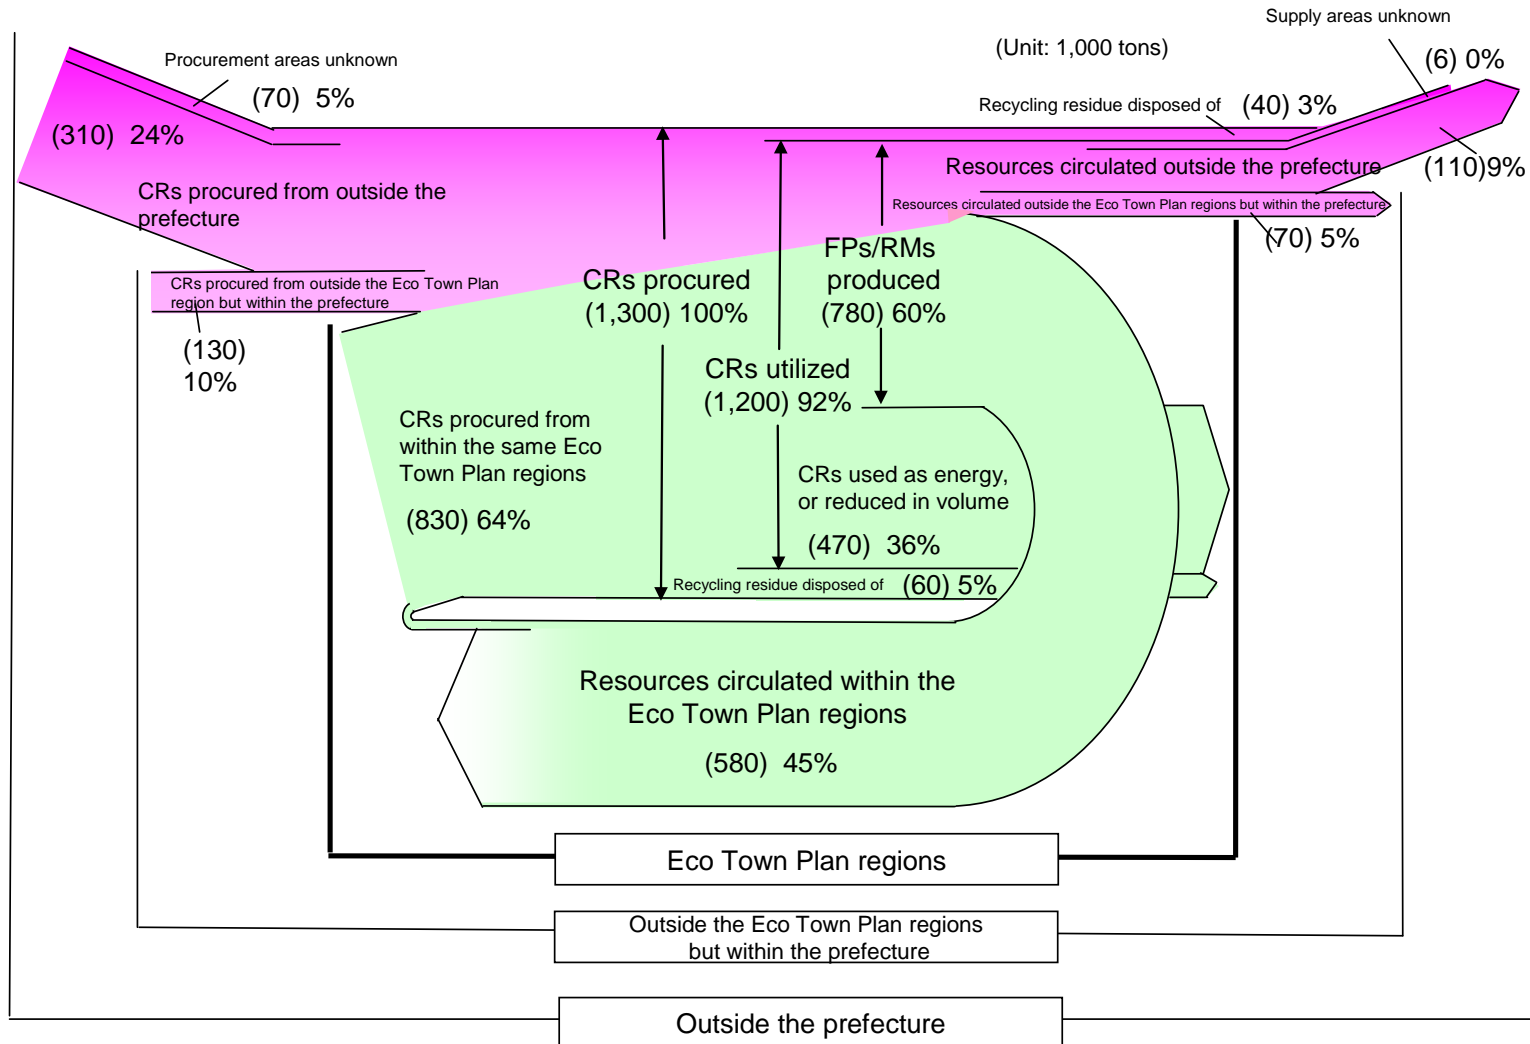 Supply areas unknown
(Unit: 1,000 tons)
Procurement areas unknown
(6) 0%
(70) 5%
Recycling residue disposed of
(40) 3%
(310) 24%
Resources circulated outside the prefecture
(110)9%
CRs procured from outside the
prefecture
Resources circulated outside the Eco Town Plan regions but within the prefecture
(70) 5%
FPs/RMs
produced
(780) 60%
CRs procured
(1,300) 100%
CRs procured from outside the Eco Town Plan
region but within the prefecture
(130)
10%
CRs utilized
(1,200) 92%
CRs procured from
within the same Eco
Town Plan regions
(830) 64%
CRs used as energy,
or reduced in volume
(470) 36%
Recycling residue disposed of
(60) 5%
Resources circulated within the
Eco Town Plan regions
(580) 45%
Eco Town Plan regions
Outside the Eco Town Plan regions
but within the prefecture
Outside the prefecture